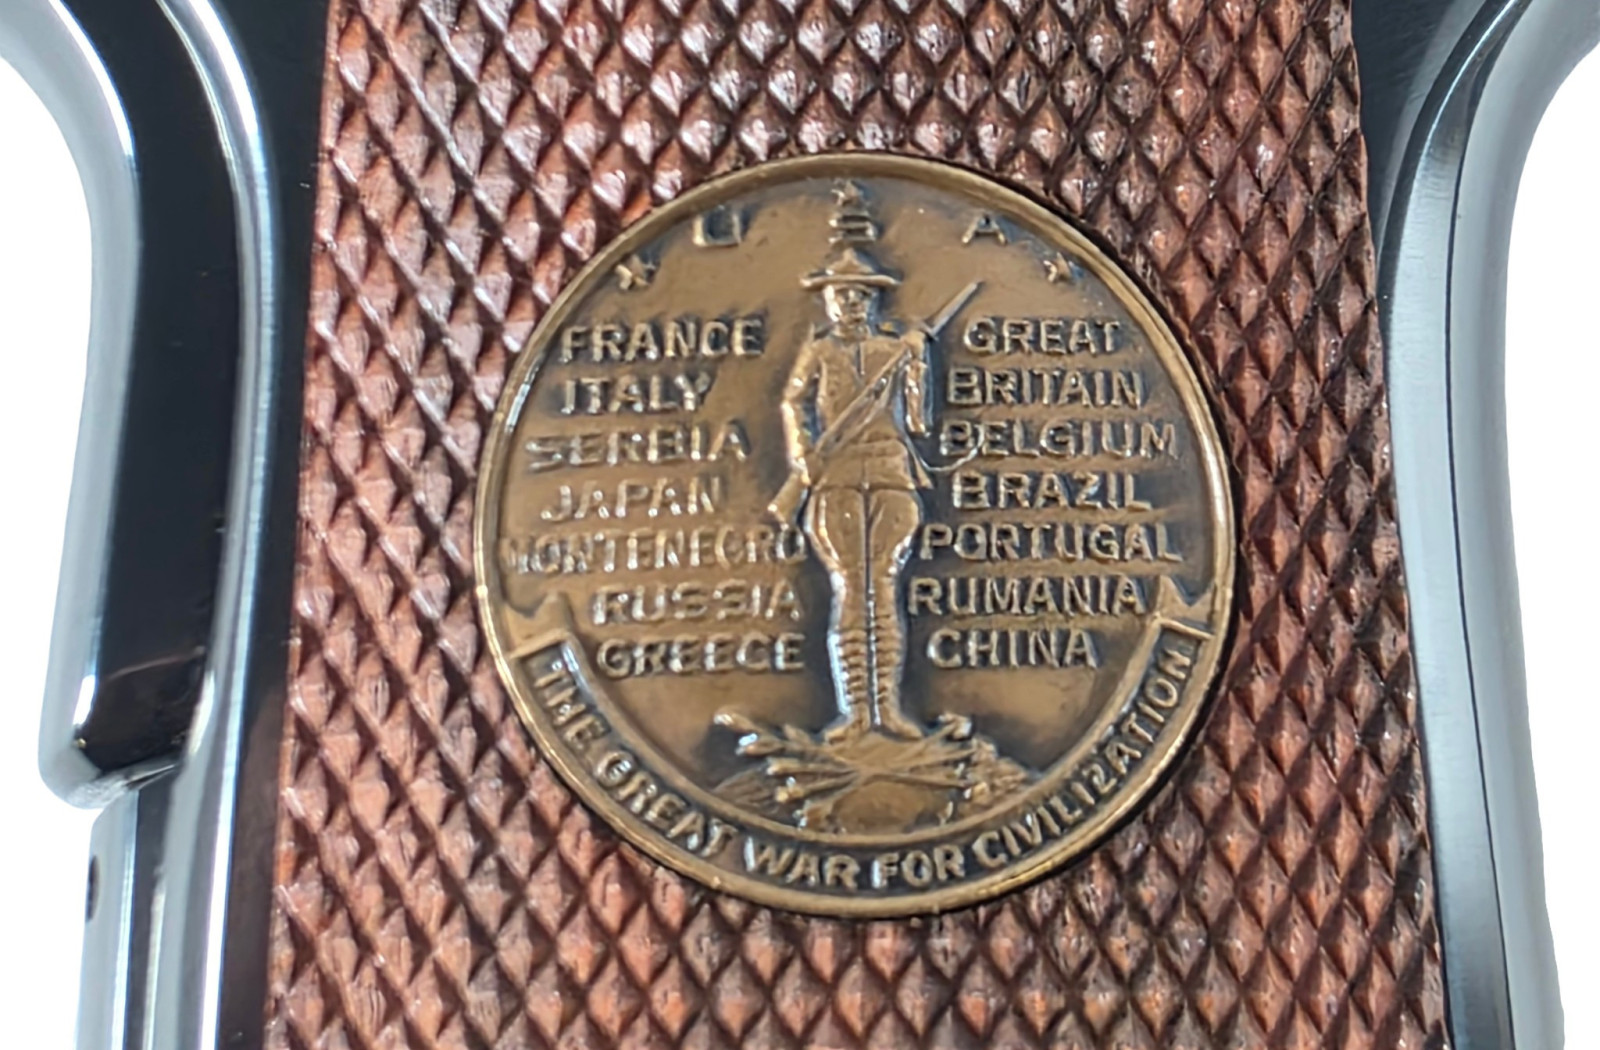 U S A
FRANCE
ITALY
SERBIA
JAPAN
MONTENEGRO
RUSSIA
GREECE
GREAT
BRITAIN
BELGIUM
BRAZIL
PORTUGAL
RUMANIA
CHINA
THE GREAT WAR FOR CIVILIZATION